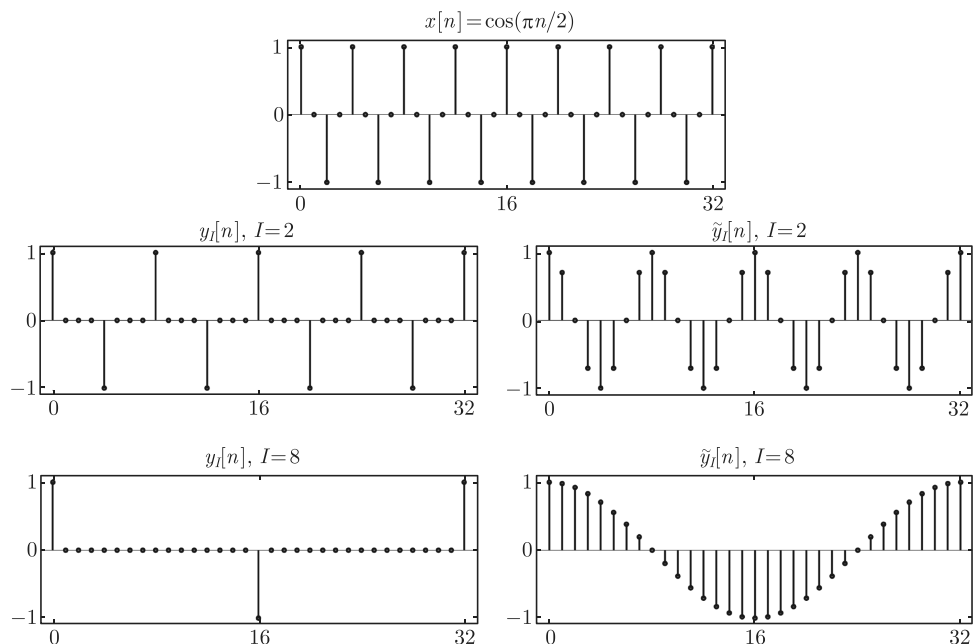 x[n]=cos(πn/2)
1
0
−1
0 16 32
y_I[n], I=2
1
0
−1
0 16 32
ỹ_I[n], I=2
1
0
−1
0 16 32
y_I[n], I=8
1
0
−1
0 16 32
ỹ_I[n], I=8
1
0
−1
0 16 32